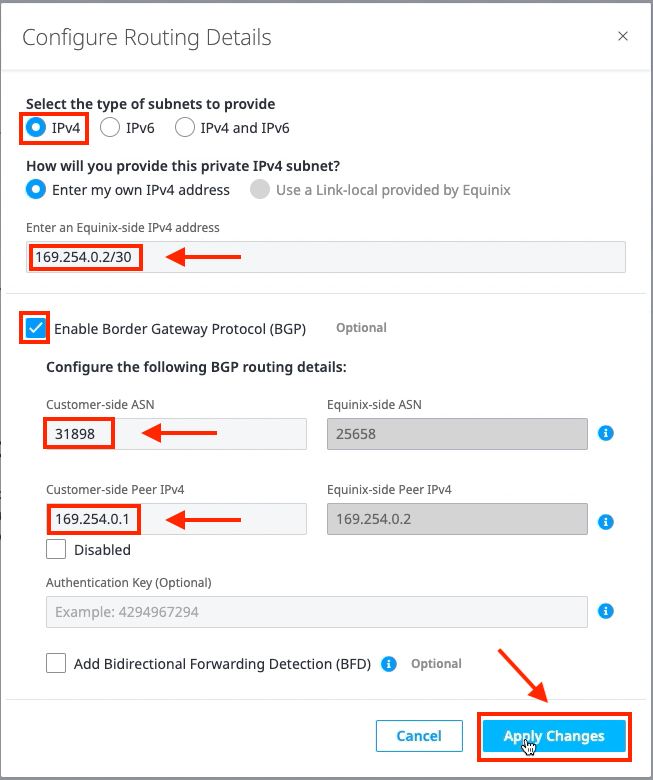 Configure Routing Details
Select the type of subnets to provide
IPv4 IPv6 IPv4 and IPv6
How will you provide this private IPv4 subnet?
Enter my own IPv4 address Use a Link-local provided by Equinix
Enter an Equinix-side IPv4 address
169.254.0.2/30
Enable Border Gateway Protocol (BGP) Optional
Configure the following BGP routing details:
Customer-side ASN Equinix-side ASN
31898 25658
Customer-side Peer IPv4 Equinix-side Peer IPv4
169.254.0.1 169.254.0.2
Disabled
Authentication Key (Optional)
Example: 4294967294
Add Bidirectional Forwarding Detection (BFD) Optional
Cancel Apply Changes